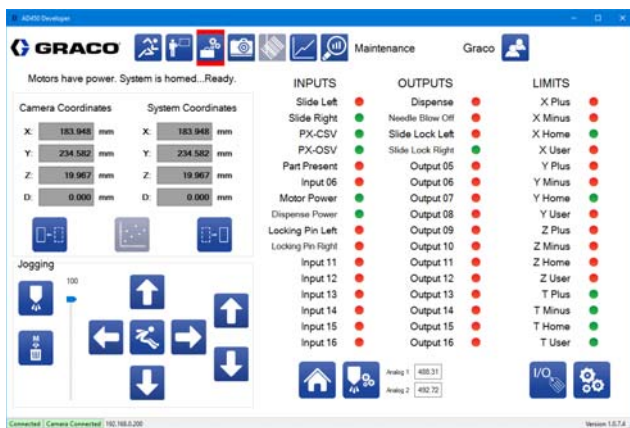 AD450 Developer
GRACO
Maintenance
Graco
Motors have power. System is homed...Ready.
Camera Coordinates
System Coordinates
X: 183.948 mm X: 183.948 mm
Y: 234.582 mm Y: 234.582 mm
Z: 19.967 mm Z: 19.967 mm
D: 0.000 mm D: 0.000 mm
Jogging
100
M
INPUTS OUTPUTS LIMITS
Slide Left Dispense X Plus
Slide Right Needle Blow Off X Minus
PX-CSV Slide Lock Left X Home
PX-OSV Slide Lock Right X User
Part Present Output 05 Y Plus
Input 06 Output 06 Y Minus
Motor Power Output 07 Y Home
Dispense Power Output 08 Y User
Locking Pin Left Output 09 Z Plus
Locking Pin Right Output 10 Z Minus
Input 11 Output 11 Z Home
Input 12 Output 12 Z User
Input 13 Output 13 T Plus
Input 14 Output 14 T Minus
Input 15 Output 15 T Home
Input 16 Output 16 T User
Analog 1 488.31
Analog 2 492.72
I/O
Connected Camera Connected 192.168.0.200
Version 1.0.7.4